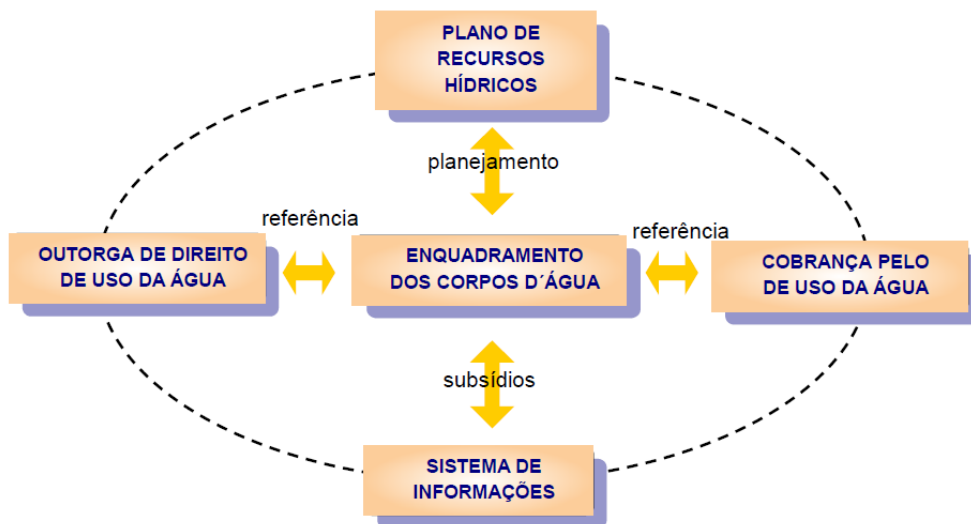 PLANO DE
RECURSOS
HÍDRICOS
planejamento
referência
referência
OUTORGA DE DIREITO
DE USO DA ÁGUA
ENQUADRAMENTO
DOS CORPOS D´ÁGUA
COBRANÇA PELO
DE USO DA ÁGUA
subsídios
SISTEMA DE
INFORMAÇÕES